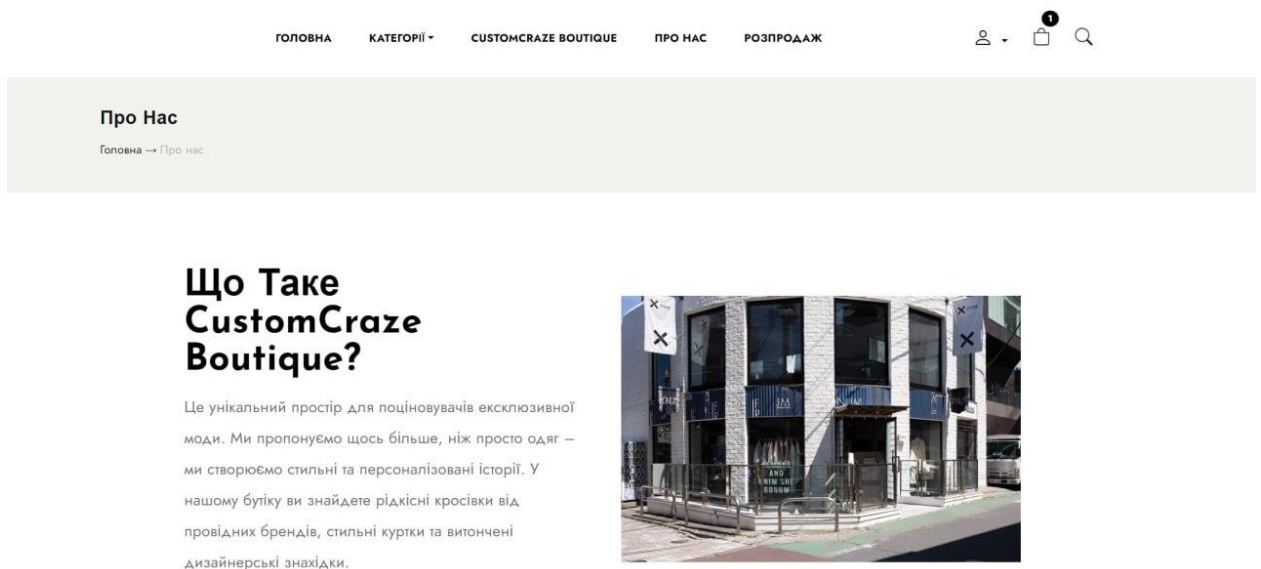 1
ГОЛОВНА КАТЕГОРІЇ CUSTOMCRAZE BOUTIQUE ПРО НАС РОЗПРОДАЖ
Про Нас
Головна → Про нас
Що Таке
CustomCraze
Boutique?
Це унікальний простір для поціновувачів ексклюзивної
моди. Ми пропонуємо щось більше, ніж просто одяг –
ми створюємо стильні та персоналізовані історії. У
нашому бутіку ви знайдете рідкісні кросівки від
провідних брендів, стильні куртки та витончені
дизайнерські знахідки.
AND